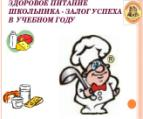 ЗДОРОВОЕ ПИТАНИЕ
ШКОЛЬНИКА - ЗАЛОГ УСПЕХА
В УЧЕБНОМ ГОДУ